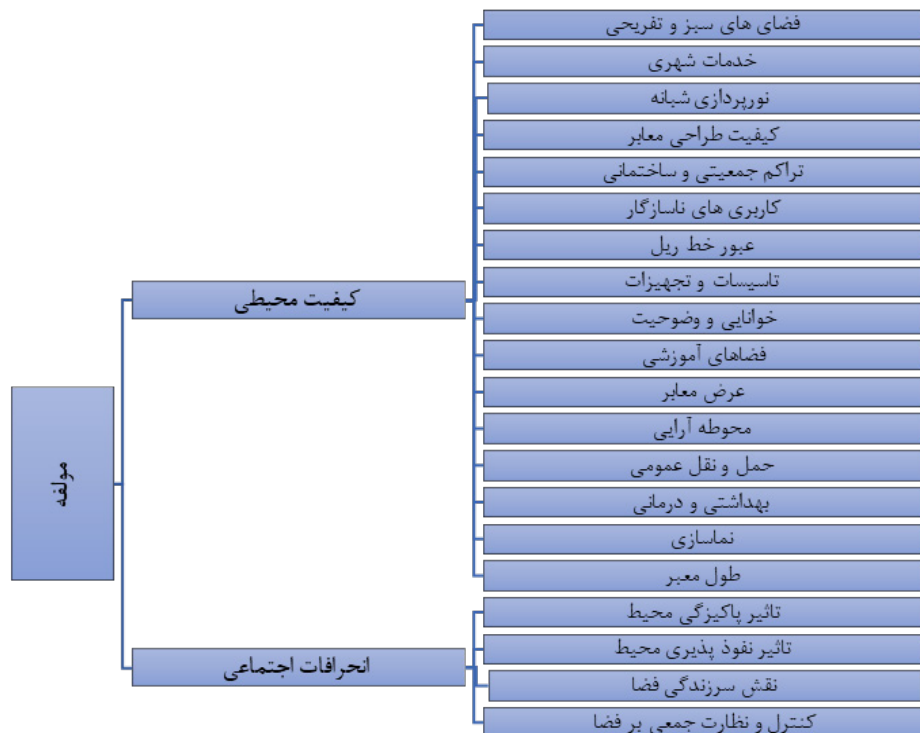 مولفه
کیفیت محیطی
فضای های سبز و تفریحی
خدمات شهری
نورپردازی شبانه
کیفیت طراحی معابر
تراکم جمعیتی و ساختمانی
کاربری های ناسازگار
عبور خط ریل
تاسیسات و تجهیزات
خوانایی و وضوحیت
فضاهای آموزشی
عرض معابر
محوطه آرایی
حمل و نقل عمومی
بهداشتی و درمانی
نماسازی
طول معبر
انحرافات اجتماعی
تاثیر پاکیزگی محیط
تاثیر نفوذ پذیری محیط
نقش سرزندگی فضا
کنترل و نظارت جمعی بر فضا